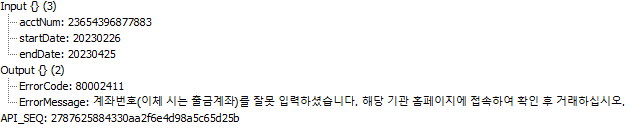 Input {} (3)
acctNum: 23654396877883
startDate: 20230226
endDate: 20230425
Output {} (2)
ErrorCode: 80002411
ErrorMessage: 계좌번호(이체 시는 출금계좌)를 잘못 입력하셨습니다. 해당 기관 홈페이지에 접속하여 확인 후 거래하십시오.
API_SEQ: 2787625884330aa2f6e4d98a5c65d25b